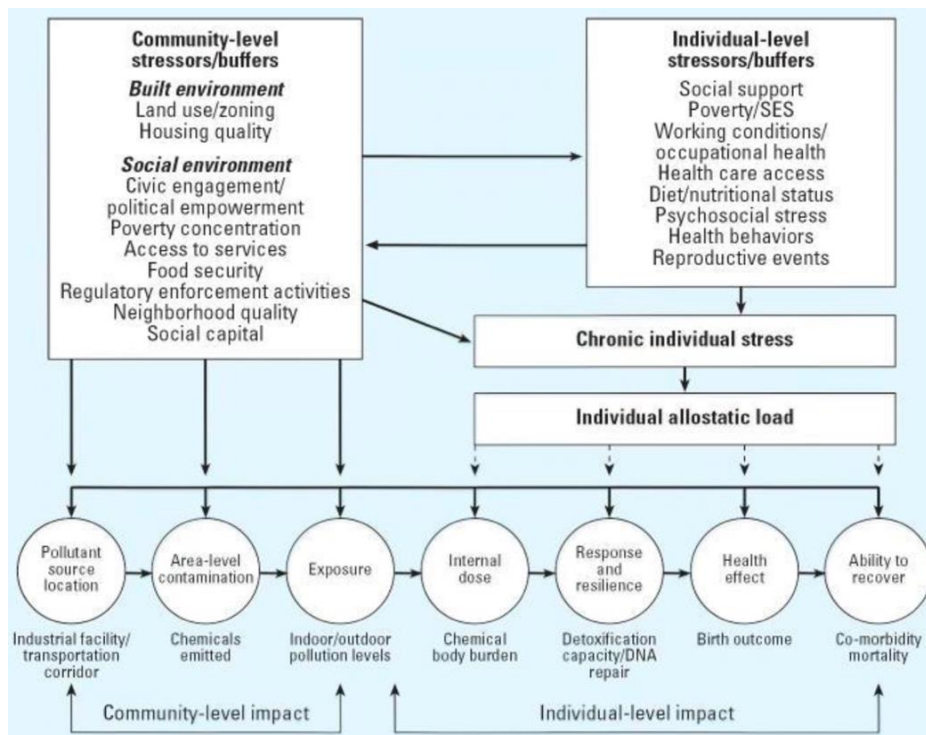 Community-level
stressors/buffers
Built environment
Land use/zoning
Housing quality
Social environment
Civic engagement/
political empowerment
Poverty concentration
Access to services
Food security
Regulatory enforcement activities
Neighborhood quality
Social capital
Individual-level
stressors/buffers
Social support
Poverty/SES
Working conditions/
occupational health
Health care access
Diet/nutritional status
Psychosocial stress
Health behaviors
Reproductive events
Chronic individual stress
Individual allostatic load
Pollutant
source
location
Area-level
contamination
Exposure
Internal
dose
Response
and
resilience
Health
effect
Ability to
recover
Industrial facility/
transportation
corridor
Chemicals
emitted
Indoor/outdoor
pollution levels
Chemical
body burden
Detoxification
capacity/DNA
repair
Birth outcome
Co-morbidity
mortality
Community-level impact
Individual-level impact